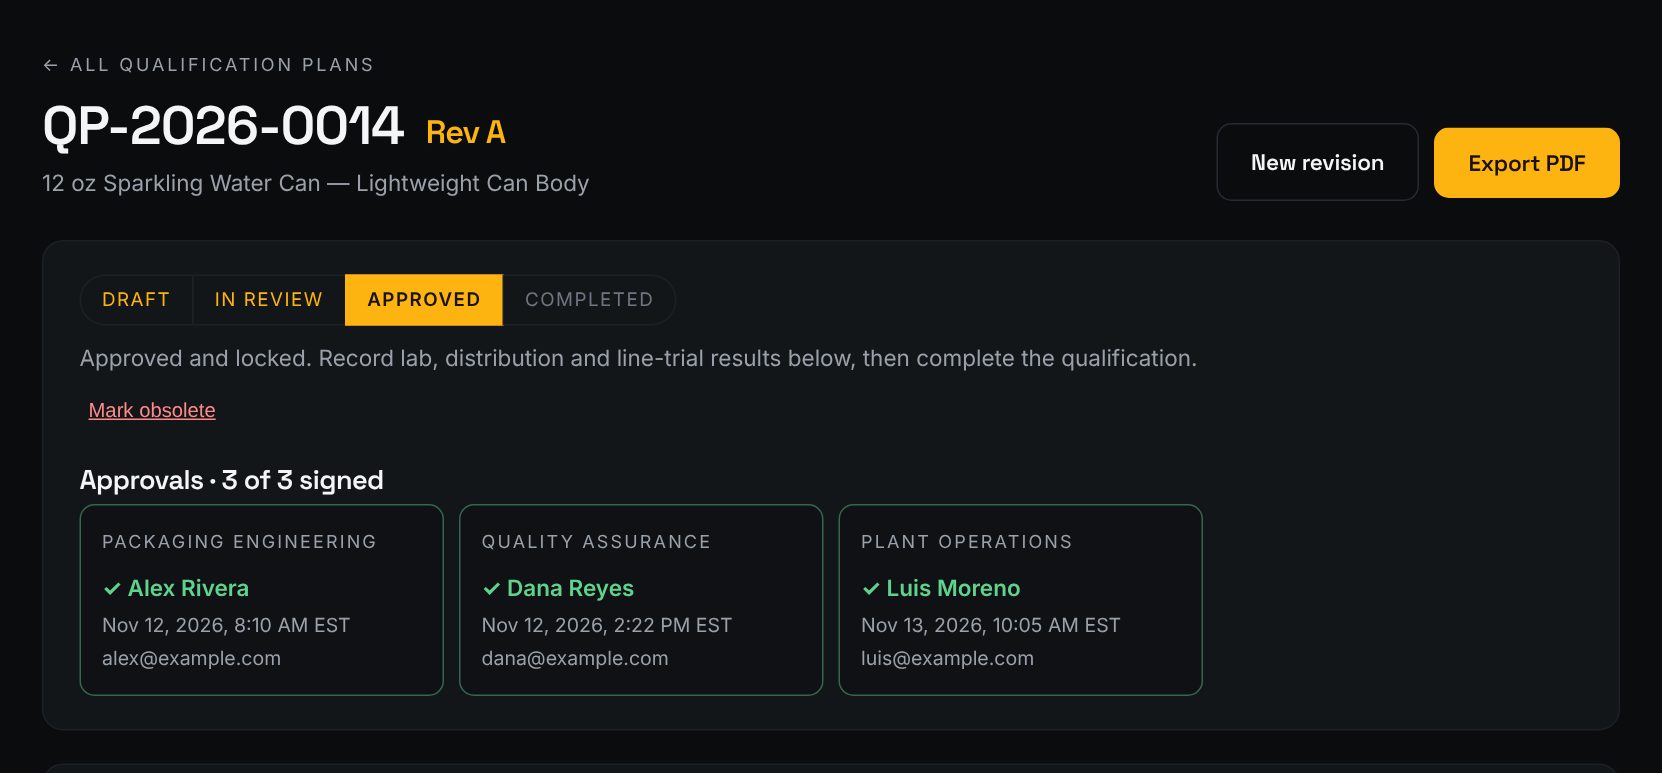 ← ALL QUALIFICATION PLANS
QP-2026-0014 Rev A
12 oz Sparkling Water Can — Lightweight Can Body
New revision
Export PDF
DRAFT IN REVIEW APPROVED COMPLETED
Approved and locked. Record lab, distribution and line-trial results below, then complete the qualification.
Mark obsolete
Approvals · 3 of 3 signed
PACKAGING ENGINEERING
✓ Alex Rivera
Nov 12, 2026, 8:10 AM EST
alex@example.com
QUALITY ASSURANCE
✓ Dana Reyes
Nov 12, 2026, 2:22 PM EST
dana@example.com
PLANT OPERATIONS
✓ Luis Moreno
Nov 13, 2026, 10:05 AM EST
luis@example.com